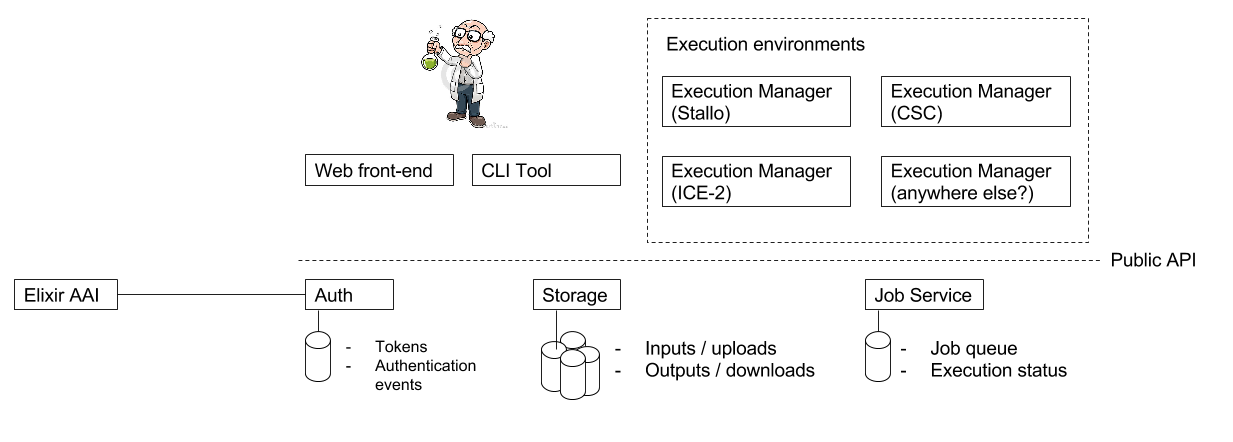 Execution environments
Execution Manager
(Stallo)
Execution Manager
(CSC)
Web front-end
CLI Tool
Execution Manager
(ICE-2)
Execution Manager
(anywhere else?)
Public API
Elixir AAI
Auth
Storage
Job Service
- Tokens
- Authentication
events
- Inputs / uploads
- Outputs / downloads
- Job queue
- Execution status